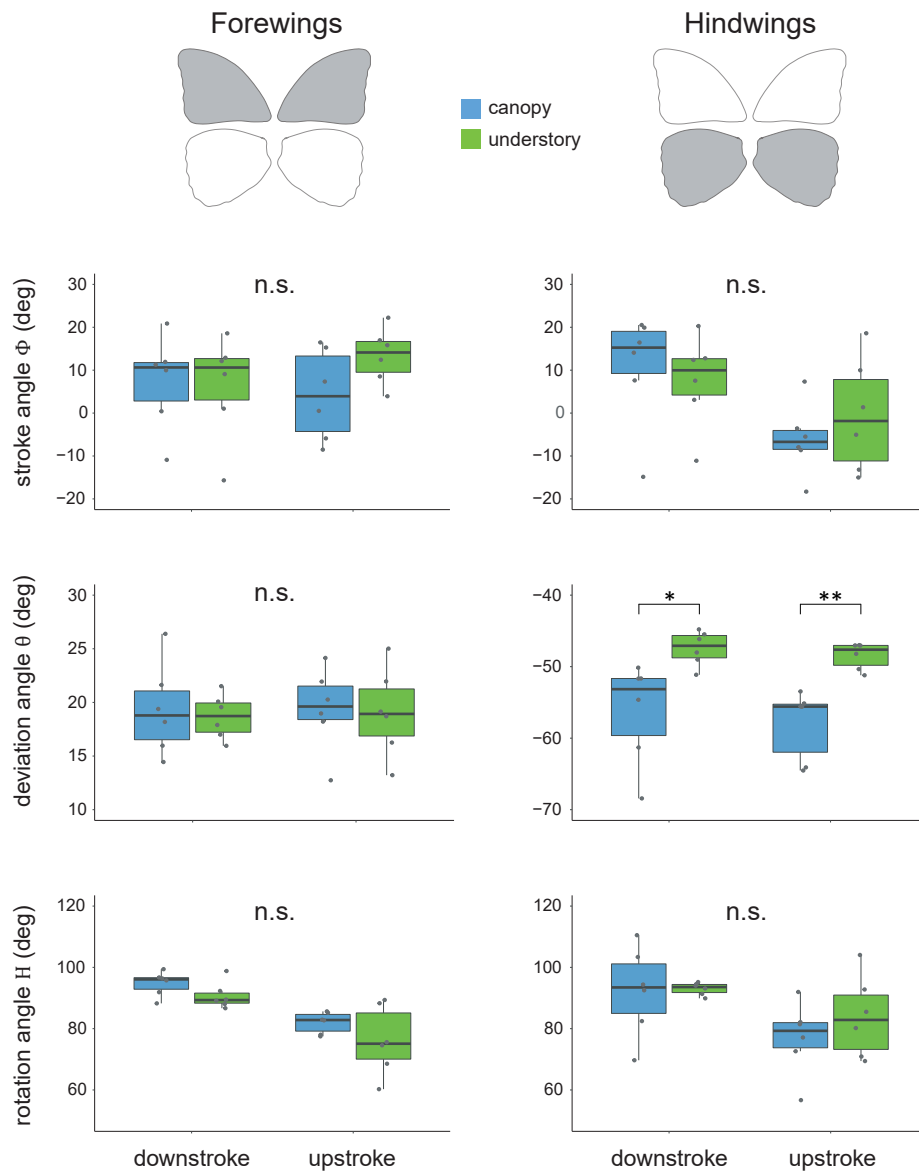 Forewings
Hindwings
canopy
understory
stroke angle Φ (deg)
n.s.
30
20
10
0
−10
−20
n.s.
30
20
10
0
−10
−20
deviation θ (deg)
n.s.
30
25
20
15
10
*
**
−40
−50
−60
−70
rotation angle H (deg)
n.s.
120
100
80
60
n.s.
120
100
80
60
downstroke
upstroke
downstroke
upstroke